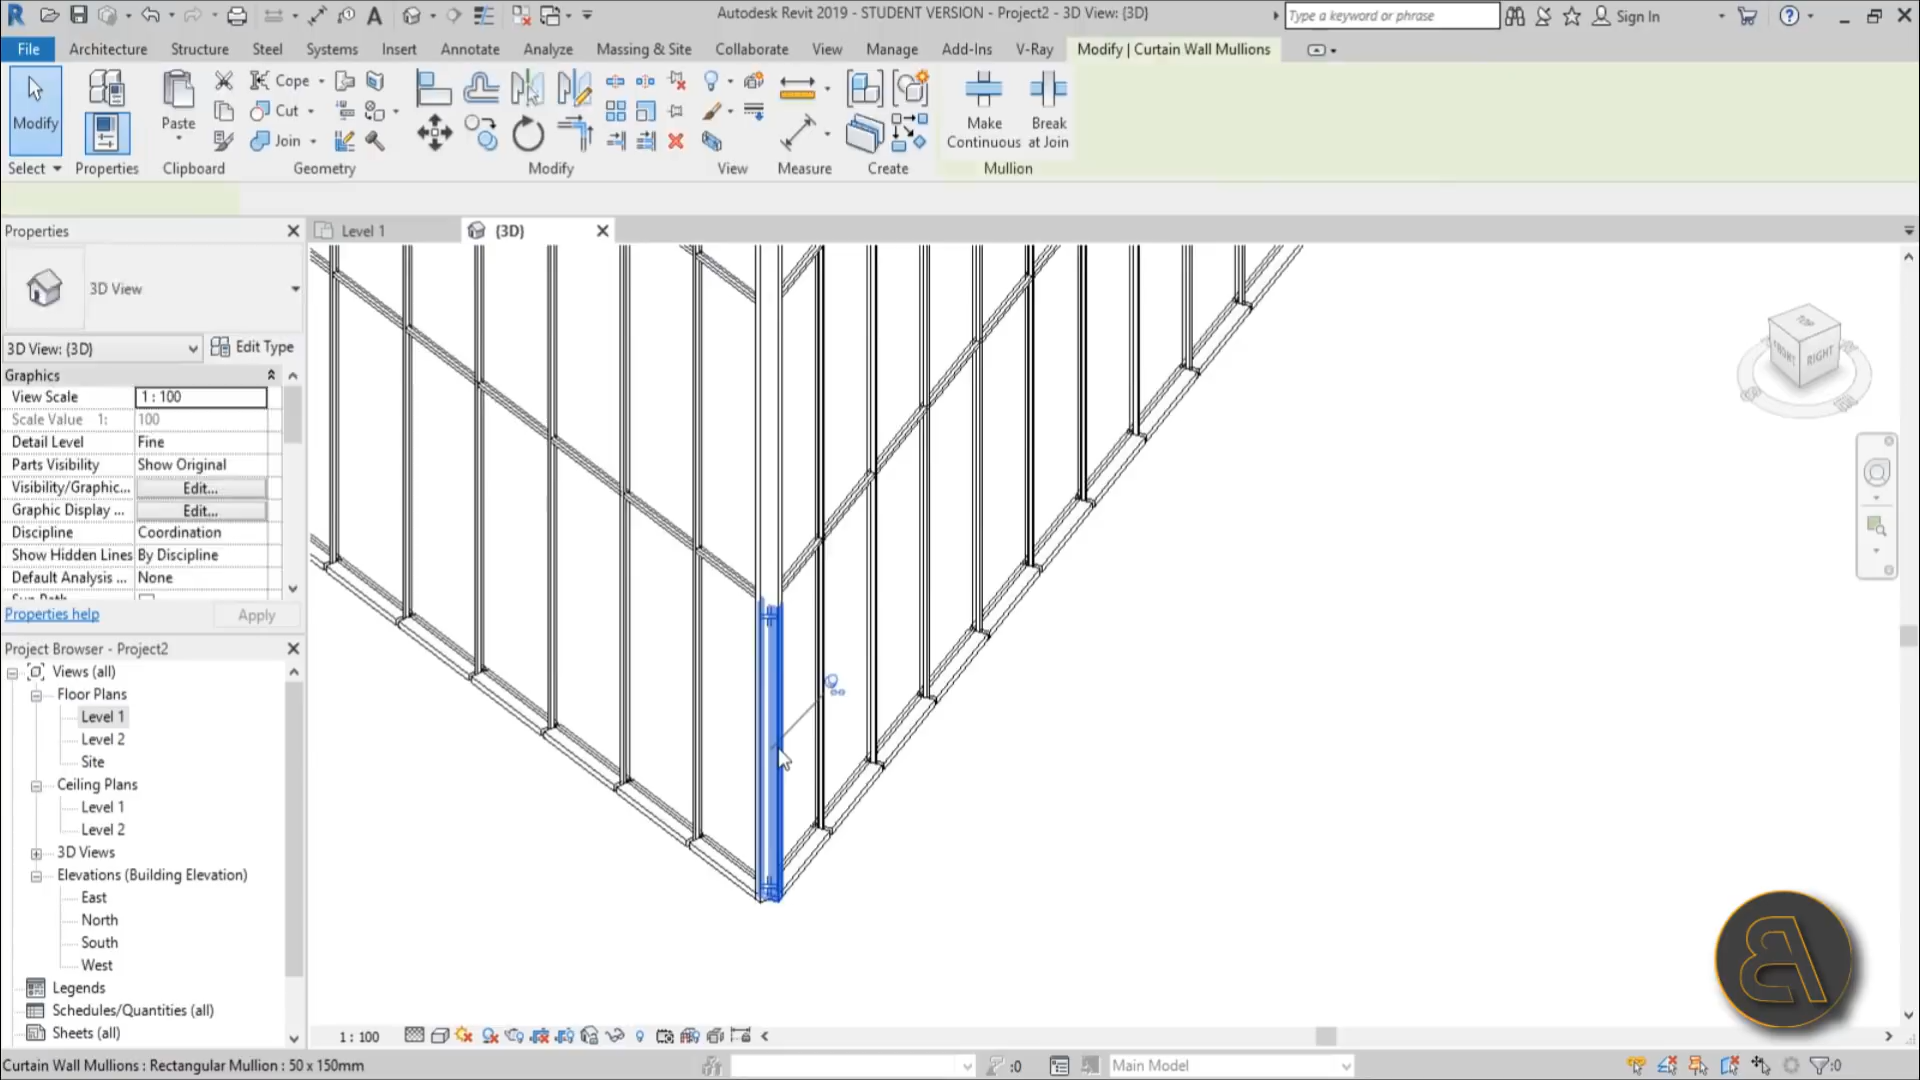 Autodesk Revit 2019 - STUDENT VERSION - Project2 - 3D View: {3D}
Type a keyword or phrase
Sign In
File
Architecture
Structure
Steel
Systems
Insert
Annotate
Analyze
Massing & Site
Collaborate
View
Manage
Add-Ins
V-Ray
Modify | Curtain Wall Mullions
Modify
Paste
Cope
Cut
Join
Make Continuous
Break at Join
Select
Properties
Clipboard
Geometry
Modify
View
Measure
Create
Mullion
Properties
Level 1
{3D}
3D View
3D View: {3D}
Edit Type
Graphics
View Scale 1 : 100
Scale Value 1: 100
Detail Level Fine
Parts Visibility Show Original
Visibility/Graphic... Edit...
Graphic Display ... Edit...
Discipline Coordination
Show Hidden Lines By Discipline
Default Analysis ... None
Properties help
Apply
Project Browser - Project2
Views (all)
Floor Plans
Level 1
Level 2
Site
Ceiling Plans
Level 1
Level 2
3D Views
Elevations (Building Elevation)
East
North
South
West
Legends
Schedules/Quantities (all)
Sheets (all)
TOP
FRONT
RIGHT
1 : 100
Curtain Wall Mullions : Rectangular Mullion : 50 x 150mm
:0
Main Model
:0